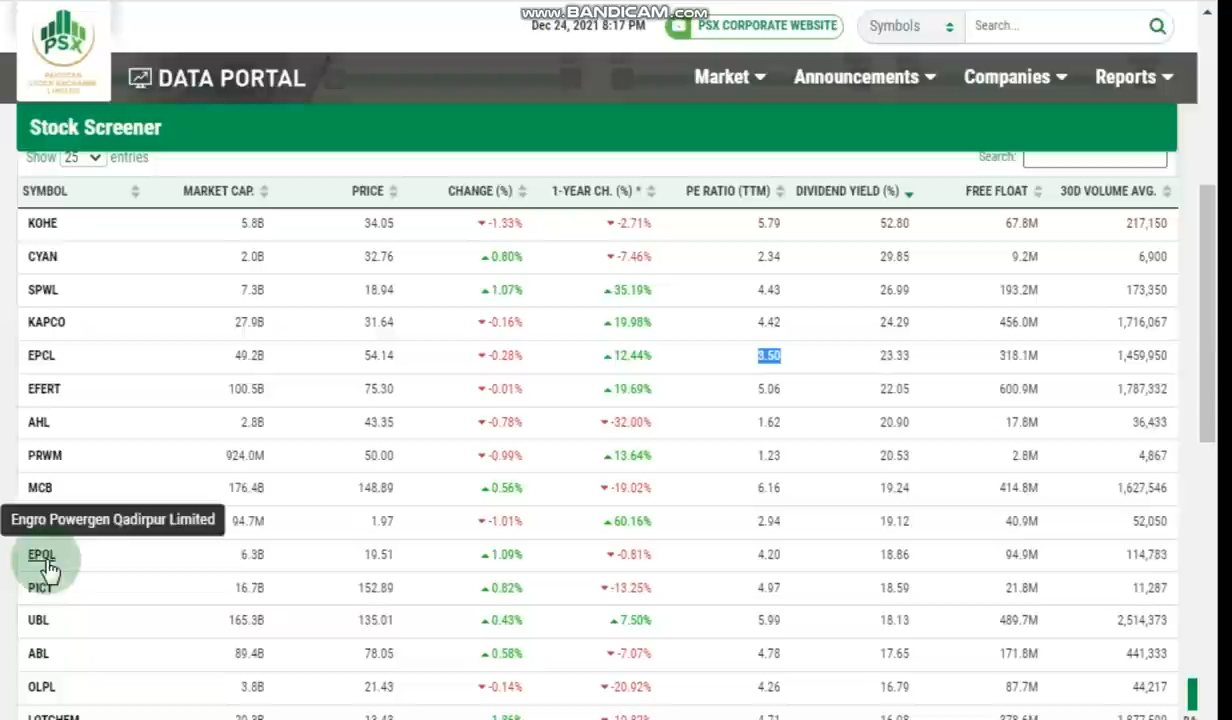 www.BANDICAM.com
Dec 24, 2021 8:17 PM PSX CORPORATE WEBSITE Symbols Search...
PSX
PAKISTAN
STOCK EXCHANGE
LIMITED
DATA PORTAL Market Announcements Companies Reports
Stock Screener
Show 25 entries Search:
SYMBOL MARKET CAP. PRICE CHANGE (%) 1-YEAR CH. (%) * PE RATIO (TTM) DIVIDEND YIELD (%) FREE FLOAT 30D VOLUME AVG.
KOHE 5.8B 34.05 -1.33% -2.71% 5.79 52.80 67.8M 217,150
CYAN 2.0B 32.76 0.80% -7.46% 2.34 29.85 9.2M 6,900
SPWL 7.3B 18.94 1.07% 35.19% 4.43 26.99 193.2M 173,350
KAPCO 27.9B 31.64 -0.16% 19.98% 4.42 24.29 456.0M 1,716,067
EPCL 49.2B 54.14 -0.28% 12.44% 3.50 23.33 318.1M 1,459,950
EFERT 100.5B 75.30 -0.01% 19.69% 5.06 22.05 600.9M 1,787,332
AHL 2.8B 43.35 -0.78% -32.00% 1.62 20.90 17.8M 36,433
PRWM 924.0M 50.00 -0.99% 13.64% 1.23 20.53 2.8M 4,867
MCB 176.4B 148.89 0.56% -19.02% 6.16 19.24 414.8M 1,627,546
Engro Powergen Qadirpur Limited 94.7M 1.97 -1.01% 60.16% 2.94 19.12 40.9M 52,050
EPQL 6.3B 19.51 1.09% -0.81% 4.20 18.86 94.9M 114,783
PICT 16.7B 152.89 0.82% -13.25% 4.97 18.59 21.8M 11,287
UBL 165.3B 135.01 0.43% 7.50% 5.99 18.13 489.7M 2,514,373
ABL 89.4B 78.05 0.58% -7.07% 4.78 17.65 171.8M 441,333
OLPL 3.8B 21.43 -0.14% -20.92% 4.26 16.79 87.7M 44,217
LOTCHEM